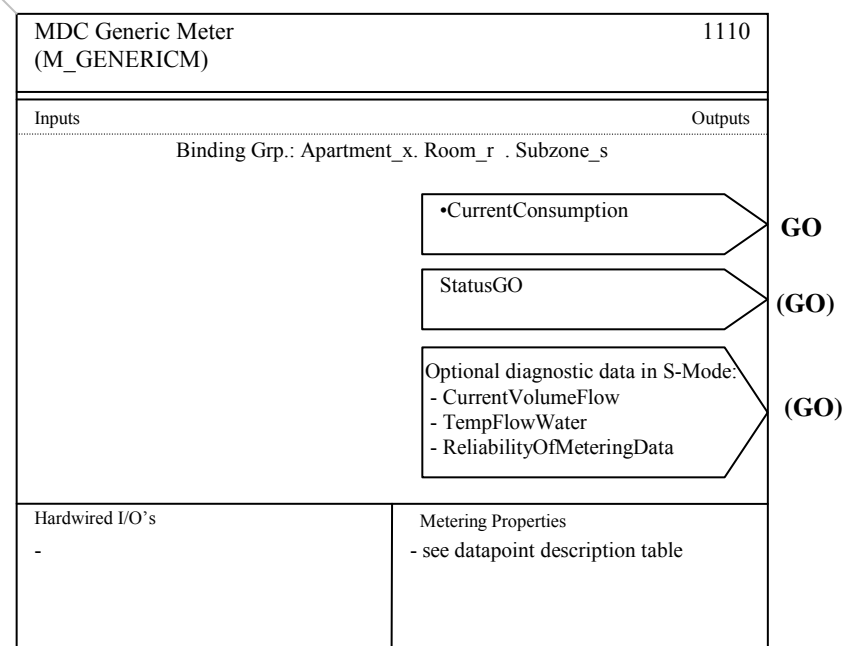 MDC Generic Meter 1110
(M_GENERICM)
Inputs Outputs
Binding Grp.: Apartment_x. Room_r . Subzone_s
•CurrentConsumption
GO
StatusGO
(GO)
Optional diagnostic data in S-Mode:
- CurrentVolumeFlow
- TempFlowWater
- ReliabilityOfMeteringData
(GO)
Hardwired I/O’s
-
Metering Properties
- see datapoint description table